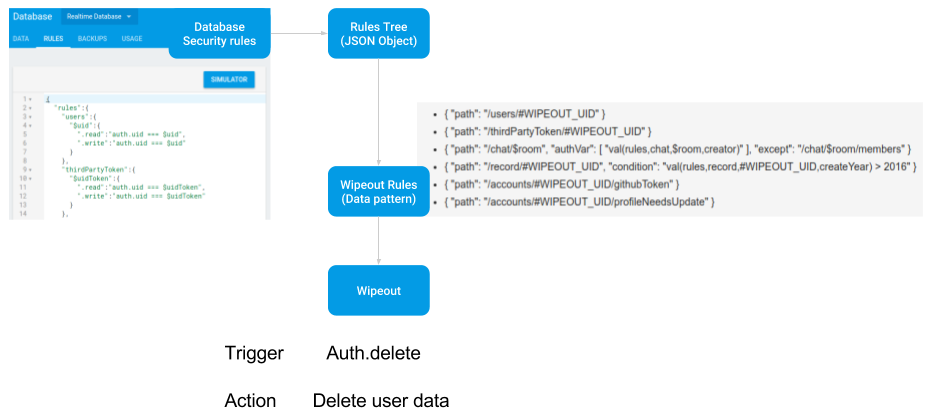 Database Realtime Database
DATA RULES BACKUPS USAGE
Database
Security rules
Rules Tree
(JSON Object)
SIMULATOR
1 {
2 "rules":{
3 "users":{
4 "$uid":{
5 ".read":"auth.uid === $uid",
6 ".write":"auth.uid === $uid"
7 }
8 },
9 "thirdPartyToken":{
10 "$uidToken":{
11 ".read":"auth.uid === $uidToken",
12 ".write":"auth.uid === $uidToken"
13 }
14 },
Wipeout Rules
(Data pattern)
• { "path": "/users/#WIPEOUT_UID" }
• { "path": "/thirdPartyToken/#WIPEOUT_UID" }
• { "path": "/chat/$room", "authVar": [ "val(rules,chat,$room,creator)" ], "except": "/chat/$room/members" }
• { "path": "/record/#WIPEOUT_UID", "condition": "val(rules,record,#WIPEOUT_UID,createYear) > 2016" }
• { "path": "/accounts/#WIPEOUT_UID/githubToken" }
• { "path": "/accounts/#WIPEOUT_UID/profileNeedsUpdate" }
Wipeout
Trigger Auth.delete
Action Delete user data